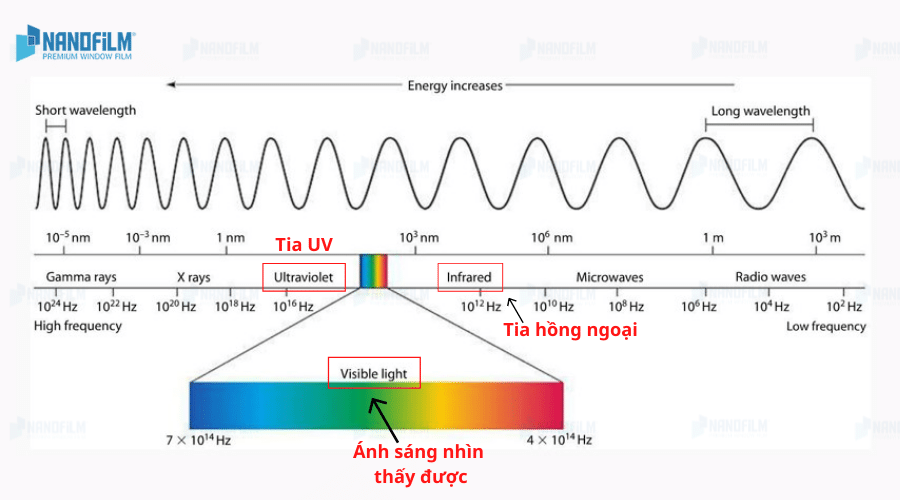 NANOFILM
PREMIUM WINDOW FILM
Energy increases
Short wavelength
Long wavelength
10⁻⁵ nm 10⁻³ nm 1 nm Tia UV 10³ nm 10⁶ nm 1 m 10³ m
Gamma rays X rays Ultraviolet Infrared Microwaves Radio waves
10²⁴ Hz 10²² Hz 10²⁰ Hz 10¹⁸ Hz 10¹⁶ Hz 10¹² Hz 10¹⁰ Hz 10⁸ Hz 10⁶ Hz 10⁴ Hz 10² Hz
High frequency Tia hồng ngoại Low frequency
Visible light
7 × 10¹⁴ Hz 4 × 10¹⁴ Hz
Ánh sáng nhìn
thấy được